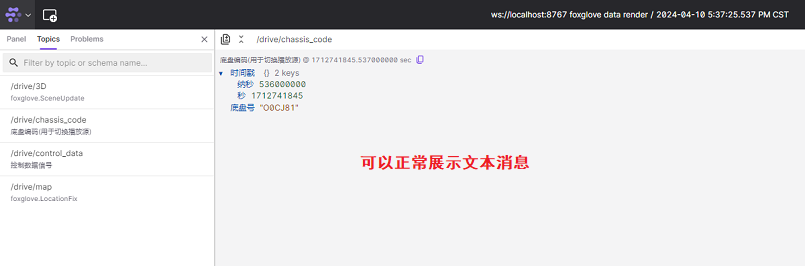 ws://localhost:8767 foxglove data render / 2024-04-10 5:37:25.537 PM CST
Panel Topics Problems
Filter by topic or schema name...
/drive/3D
foxglove.SceneUpdate
/drive/chassis_code
底盘编码(用于切换播放源)
/drive/control_data
控制数据信号
/drive/map
foxglove.LocationFix
/drive/chassis_code
底盘编码(用于切换播放源) @ 1712741845.537000000 sec
时间戳 {} 2 keys
纳秒 536000000
秒 1712741845
底盘号 "O0CJ81"
可以正常展示文本消息